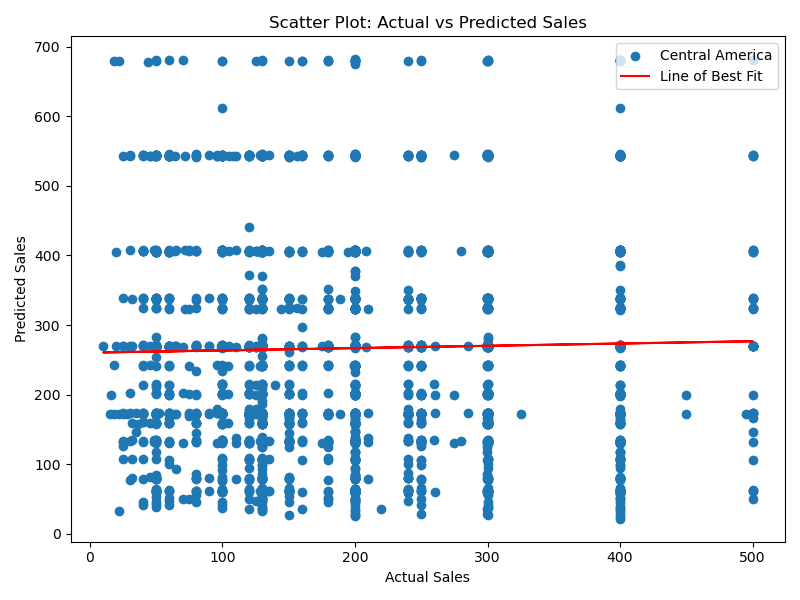 Scatter Plot: Actual vs Predicted Sales
Central America
Line of Best Fit
Predicted Sales
700
600
500
400
300
200
100
0
0 100 200 300 400 500
Actual Sales